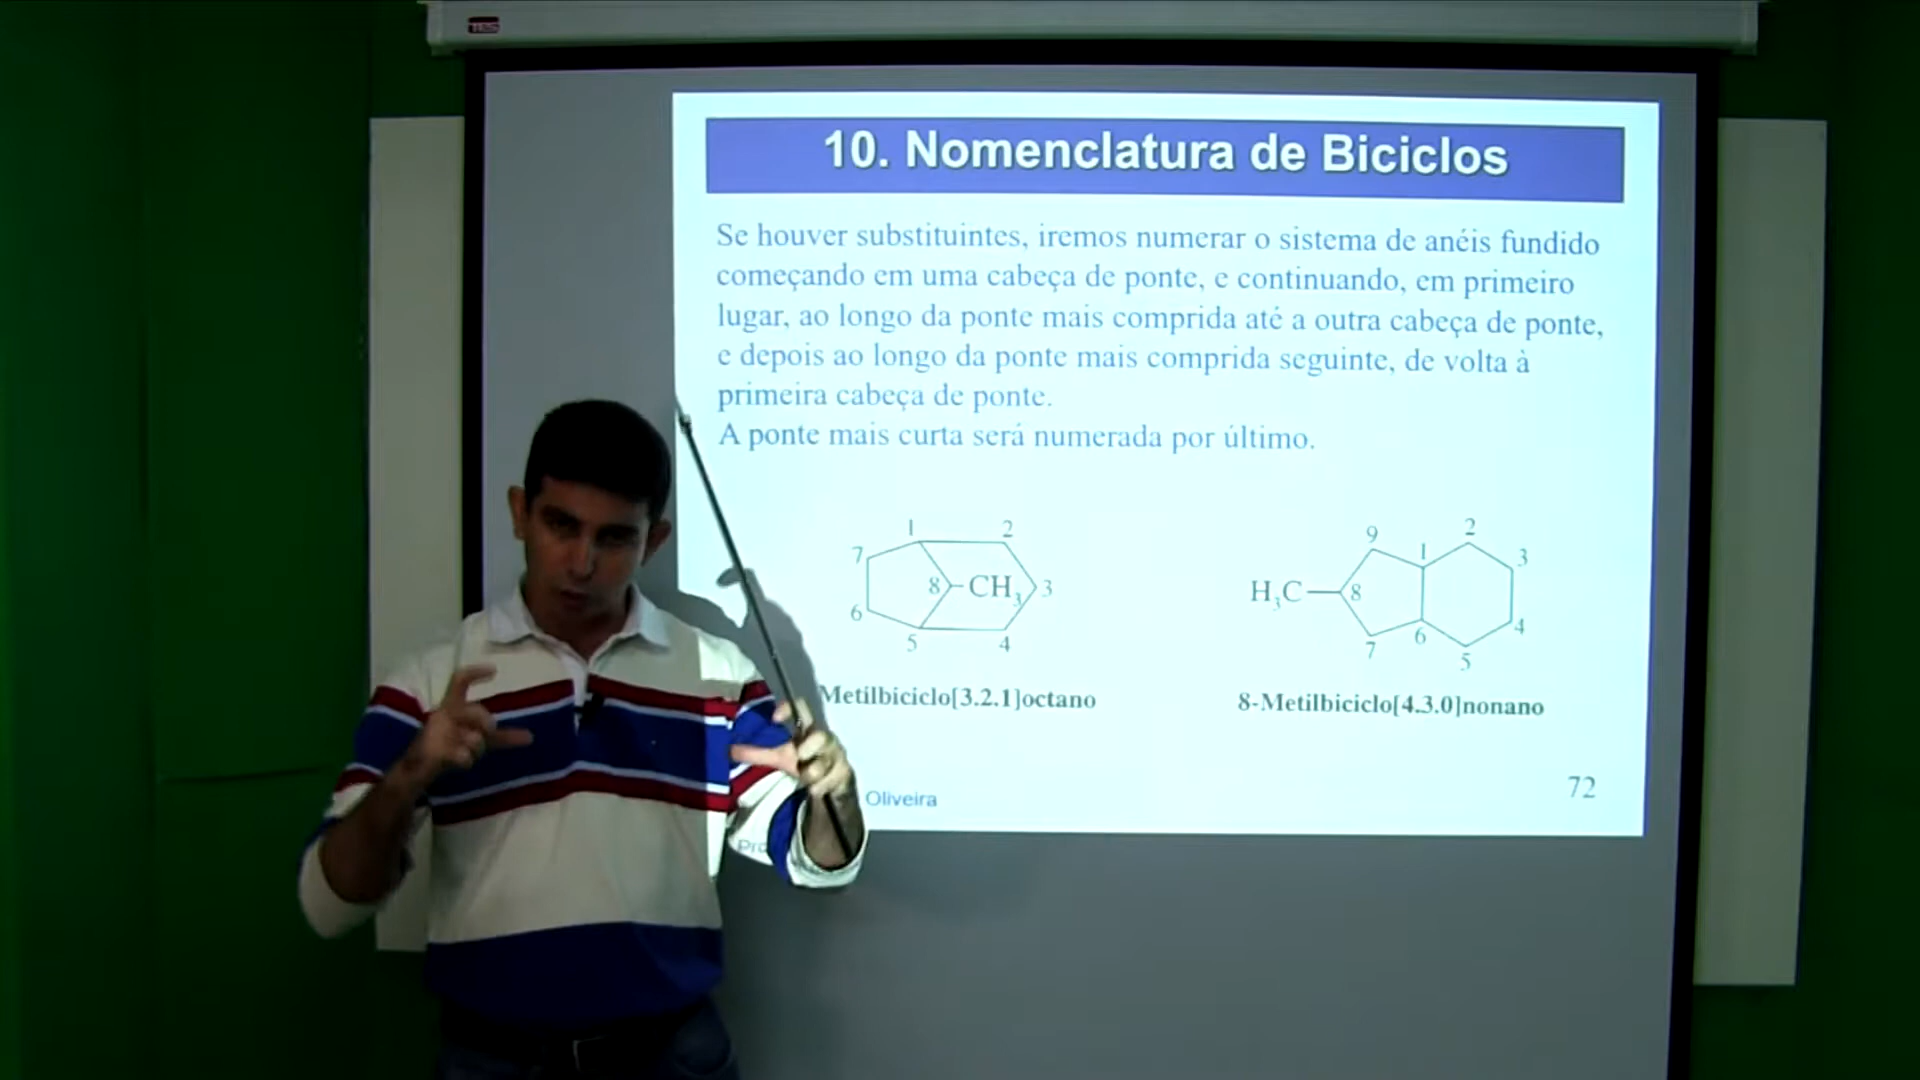 10. Nomenclatura de Biciclos
Se houver substituintes, iremos numerar o sistema de anéis fundido
começando em uma cabeça de ponte, e continuando, em primeiro
lugar, ao longo da ponte mais comprida até a outra cabeça de ponte,
e depois ao longo da ponte mais comprida seguinte, de volta à
primeira cabeça de ponte.
A ponte mais curta será numerada por último.
1 2
7
8 CH3 3
6
5 4
9 2
1 3
H3C 8
6 4
7 5
Metilbiciclo[3.2.1]octano
8-Metilbiciclo[4.3.0]nonano
72
Oliveira